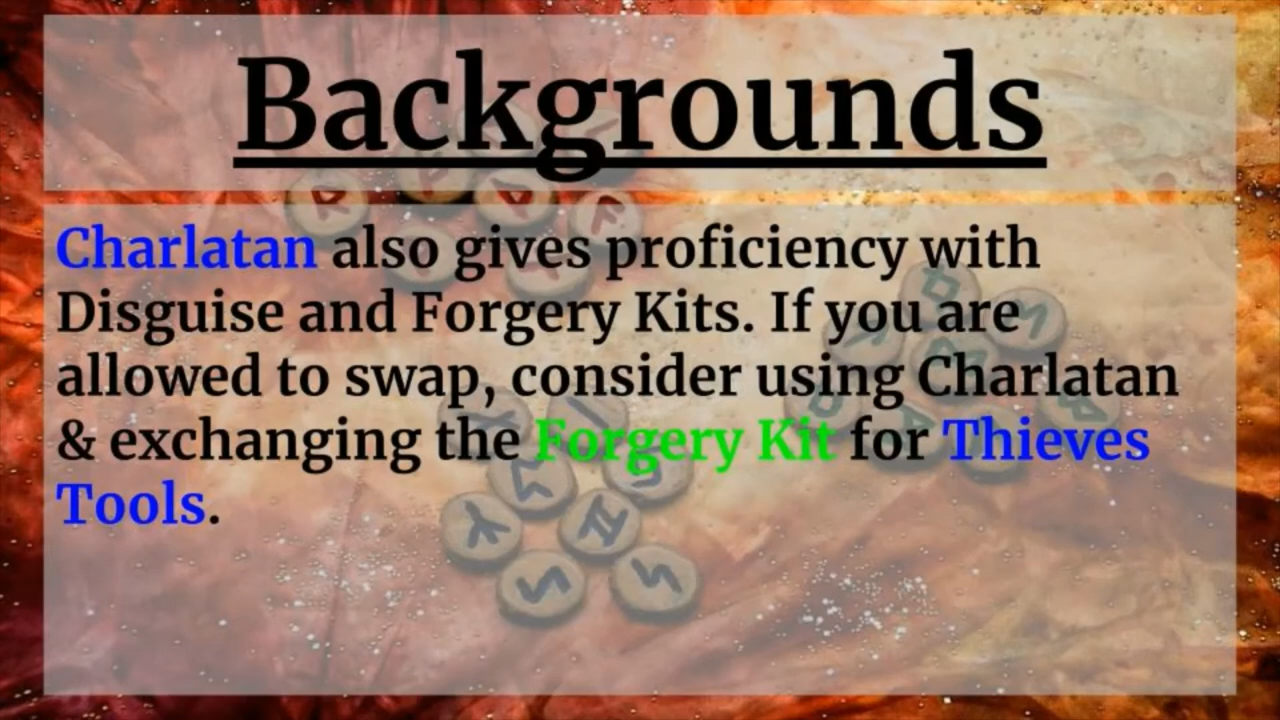 Backgrounds
Charlatan also gives proficiency with
Disguise and Forgery Kits. If you are
allowed to swap, consider using Charlatan
& exchanging the Forgery Kit for Thieves
Tools.